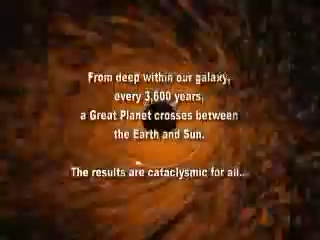 From deep within our galaxy,
every 3,600 years,
a Great Planet crosses between
the Earth and Sun.
The results are cataclysmic for all...